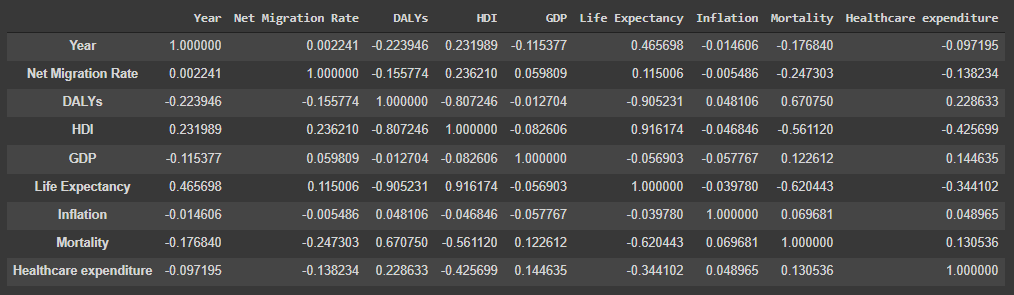 Year Net Migration Rate DALYs HDI GDP Life Expectancy Inflation Mortality Healthcare expenditure
Year 1.000000 0.002241 -0.223946 0.231989 -0.115377 0.465698 -0.014606 -0.176840 -0.097195
Net Migration Rate 0.002241 1.000000 -0.155774 0.236210 0.059809 0.115006 -0.005486 -0.247303 -0.138234
DALYs -0.223946 -0.155774 1.000000 -0.807246 -0.012704 -0.905231 0.048106 0.670750 0.228633
HDI 0.231989 0.236210 -0.807246 1.000000 -0.082606 0.916174 -0.046846 -0.561120 -0.425699
GDP -0.115377 0.059809 -0.012704 -0.082606 1.000000 -0.056903 -0.057767 0.122612 0.144635
Life Expectancy 0.465698 0.115006 -0.905231 0.916174 -0.056903 1.000000 -0.039780 -0.620443 -0.344102
Inflation -0.014606 -0.005486 0.048106 -0.046846 -0.057767 -0.039780 1.000000 0.069681 0.048965
Mortality -0.176840 -0.247303 0.670750 -0.561120 0.122612 -0.620443 0.069681 1.000000 0.130536
Healthcare expenditure -0.097195 -0.138234 0.228633 -0.425699 0.144635 -0.344102 0.048965 0.130536 1.000000